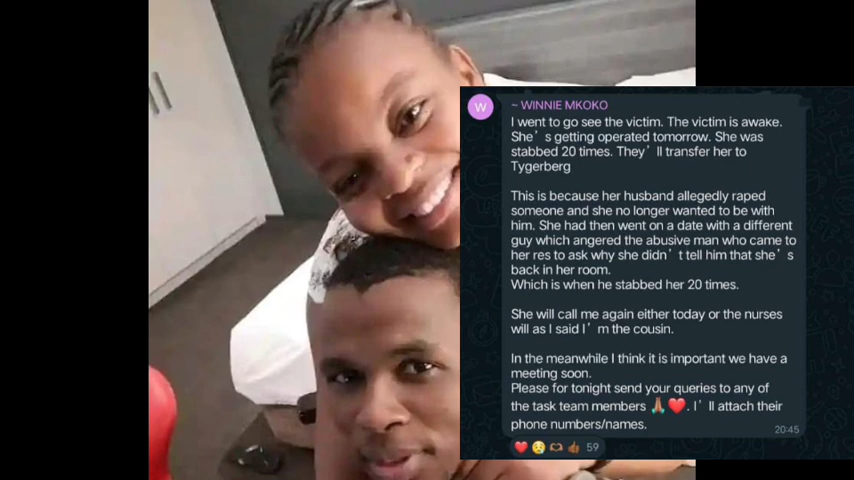 W
~ WINNIE MKOKO
I went to go see the victim. The victim is awake.
She's getting operated tomorrow. She was
stabbed 20 times. They'll transfer her to
Tygerberg
This is because her husband allegedly raped
someone and she no longer wanted to be with
him. She had then went on a date with a different
guy which angered the abusive man who came to
her res to ask why she didn't tell him that she's
back in her room.
Which is when he stabbed her 20 times.
She will call me again either today or the nurses
will as I said I'm the cousin.
In the meanwhile I think it is important we have a
meeting soon.
Please for tonight send your queries to any of
the task team members 🙏🏾❤️. I'll attach their
phone numbers/names.
20:45
❤️😢🫶🏾👍🏾 59